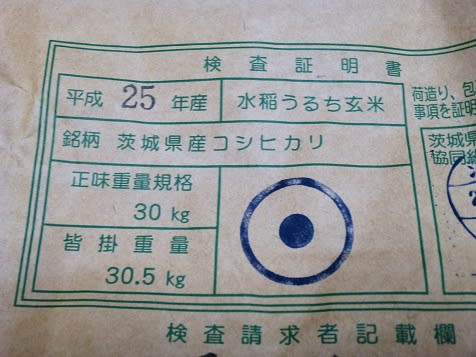 検査証明書
平成 25 年産 水稲うるち玄米
銘柄 茨城県産コシヒカリ
正味重量規格
30 kg
皆掛重量
30.5 kg
荷造り、包
事項を証明
茨城県
協同組
検査請求者記載欄